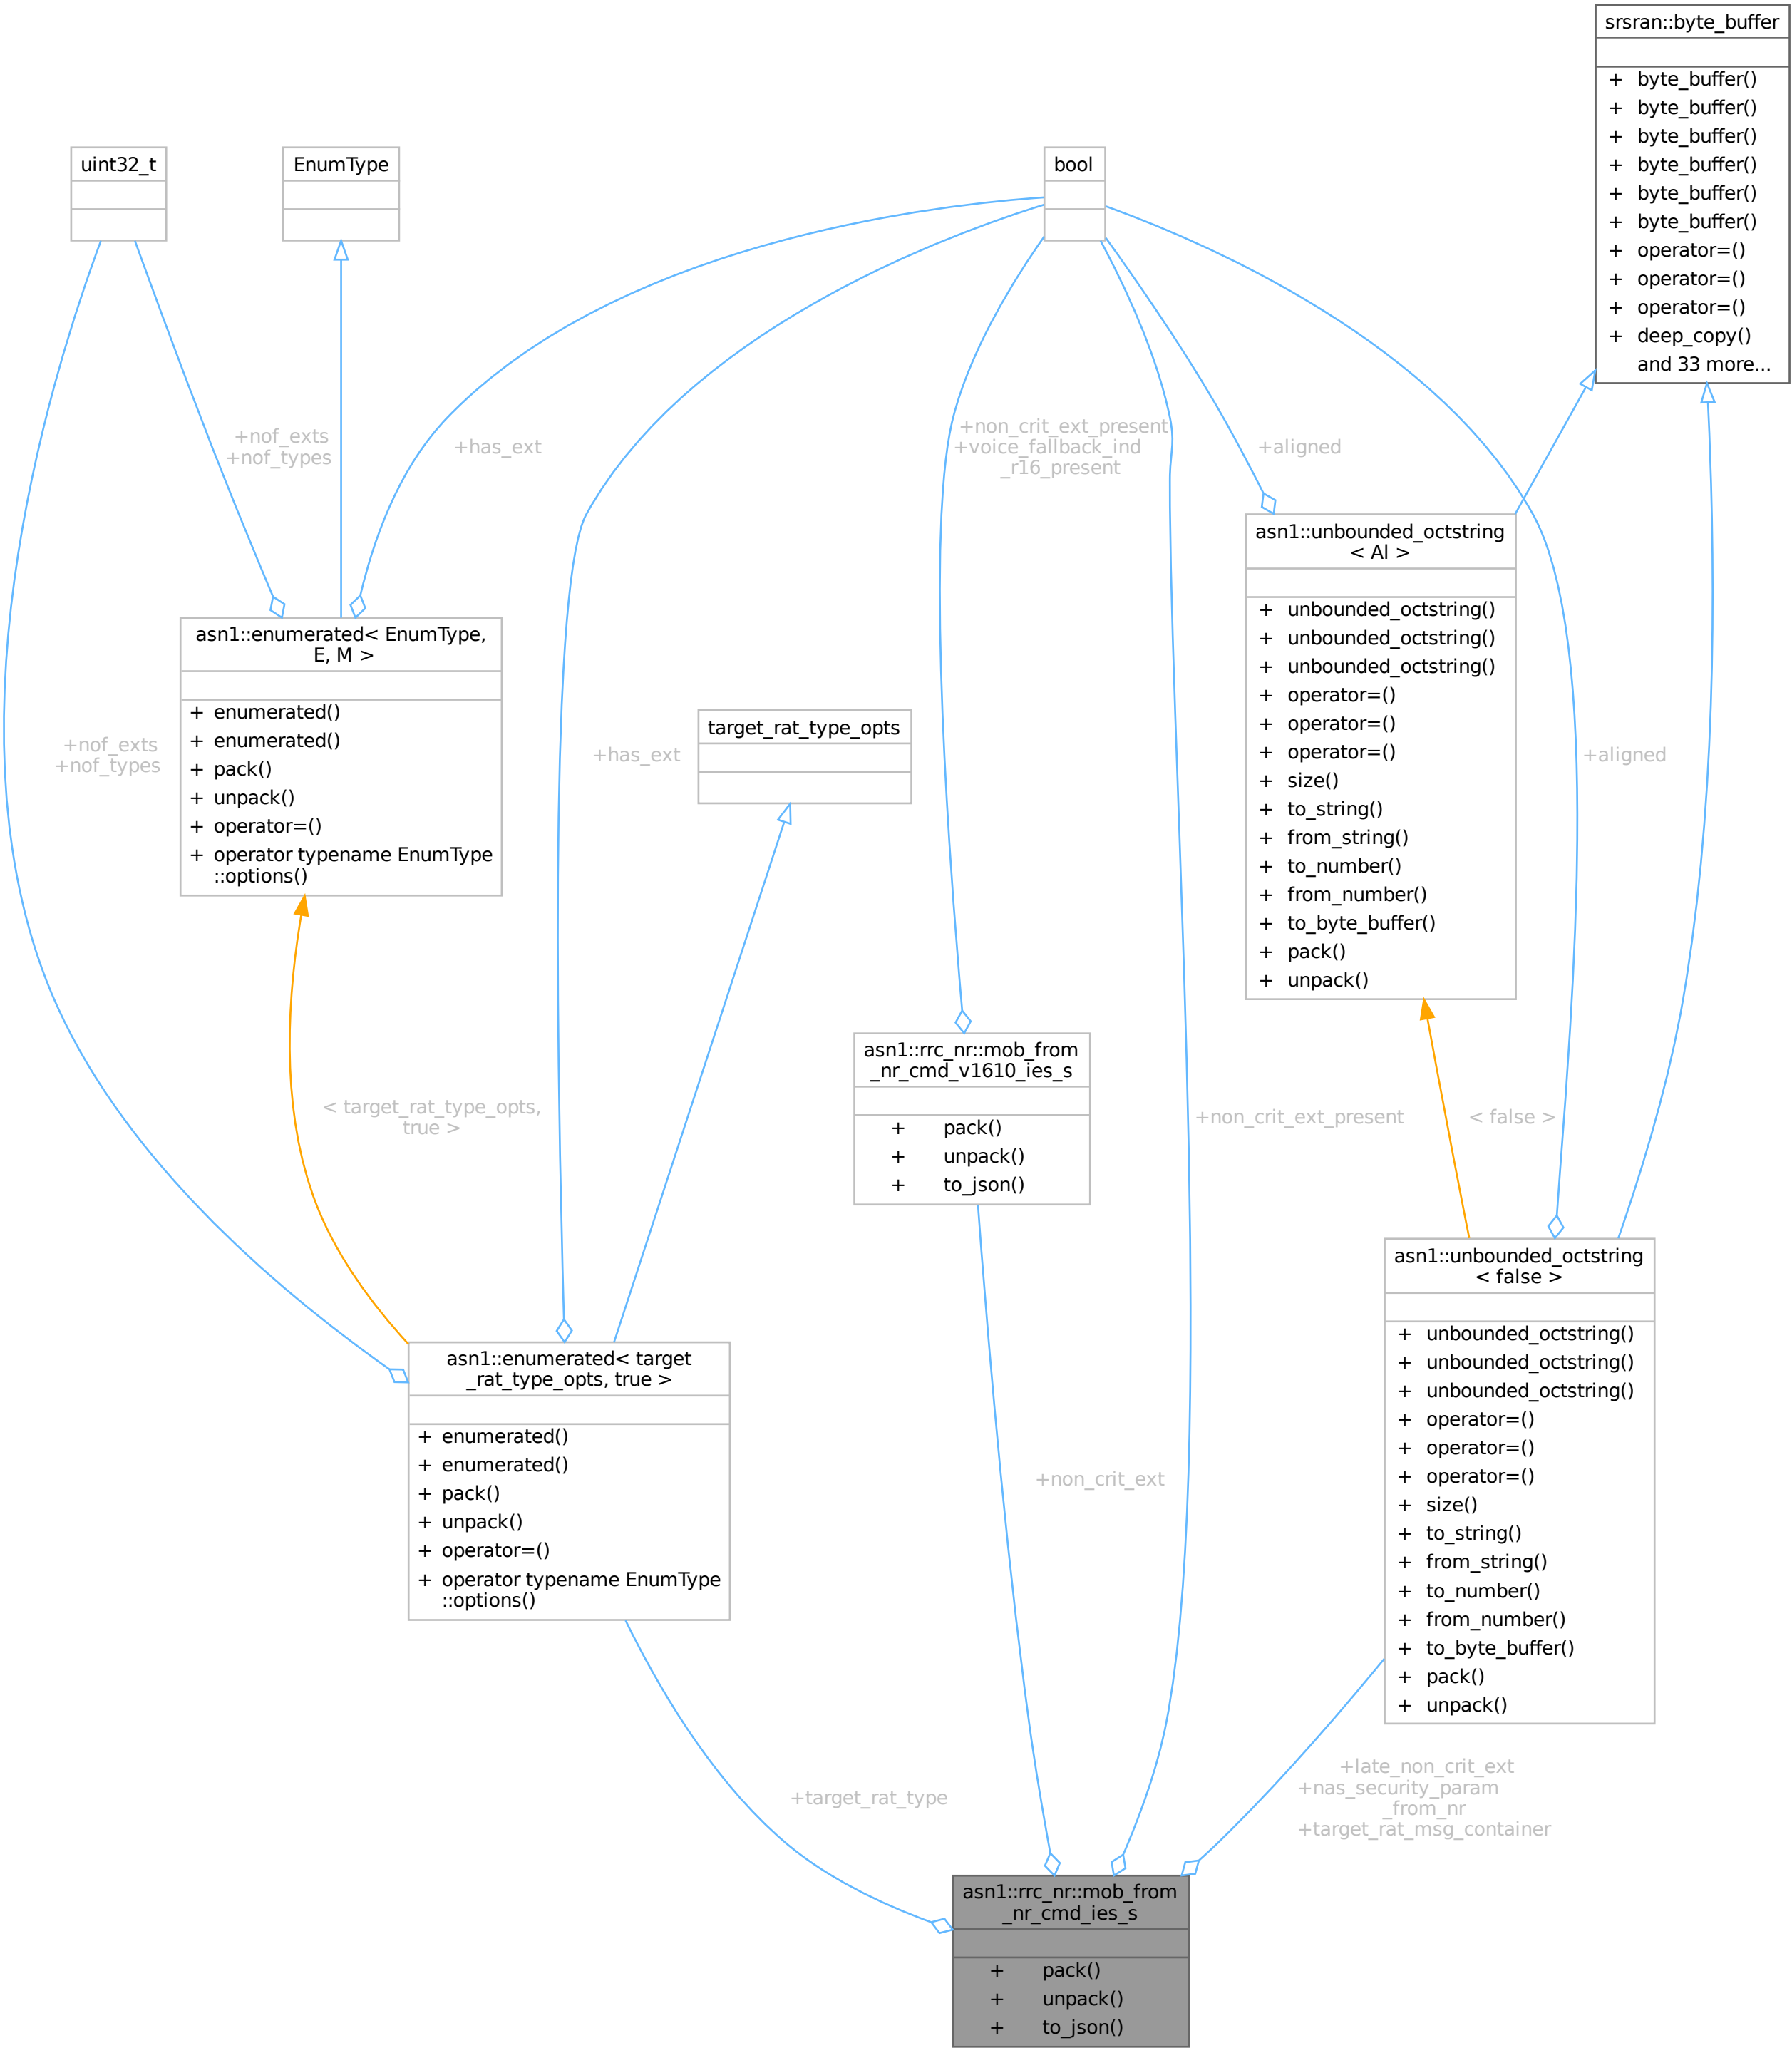 srsran::byte_buffer
+ byte_buffer()
+ byte_buffer()
+ byte_buffer()
+ byte_buffer()
+ byte_buffer()
+ byte_buffer()
+ operator=()
+ operator=()
+ operator=()
+ deep_copy()
and 33 more...
uint32_t
EnumType
bool
+nof_exts
+nof_types
+has_ext
+non_crit_ext_present
+voice_fallback_ind
_r16_present
+aligned
asn1::unbounded_octstring
< Al >
+ unbounded_octstring()
+ unbounded_octstring()
+ unbounded_octstring()
+ operator=()
+ operator=()
+ operator=()
+ size()
+ to_string()
+ from_string()
+ to_number()
+ from_number()
+ to_byte_buffer()
+ pack()
+ unpack()
asn1::enumerated< EnumType,
E, M >
+ enumerated()
+ enumerated()
+ pack()
+ unpack()
+ operator=()
+ operator typename EnumType
::options()
target_rat_type_opts
+nof_exts
+nof_types
+has_ext
+aligned
asn1::rrc_nr::mob_from
_nr_cmd_v1610_ies_s
+ pack()
+ unpack()
+ to_json()
< target_rat_type_opts,
true >
+non_crit_ext_present
< false >
asn1::unbounded_octstring
< false >
+ unbounded_octstring()
+ unbounded_octstring()
+ unbounded_octstring()
+ operator=()
+ operator=()
+ operator=()
+ size()
+ to_string()
+ from_string()
+ to_number()
+ from_number()
+ to_byte_buffer()
+ pack()
+ unpack()
asn1::enumerated< target
_rat_type_opts, true >
+ enumerated()
+ enumerated()
+ pack()
+ unpack()
+ operator=()
+ operator typename EnumType
::options()
+non_crit_ext
+target_rat_type
+late_non_crit_ext
+nas_security_param
_from_nr
+target_rat_msg_container
asn1::rrc_nr::mob_from
_nr_cmd_ies_s
+ pack()
+ unpack()
+ to_json()